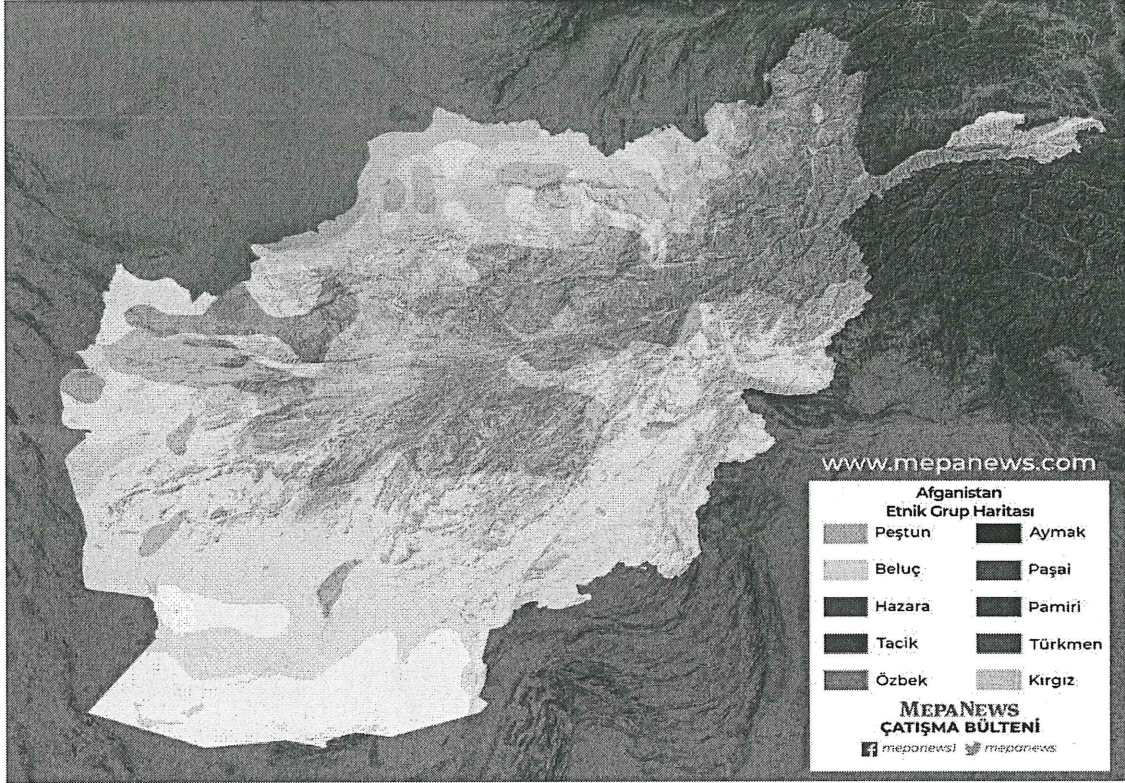 www.mepanews.com
Afganistan
Etnik Grup Haritası
Peştun
Aymak
Beluç
Paşai
Hazara
Pamiri
Tacik
Türkmen
Özbek
Kırgız
MEPANEWS
ÇATIŞMA BÜLTENİ
mepanews1 mepanews